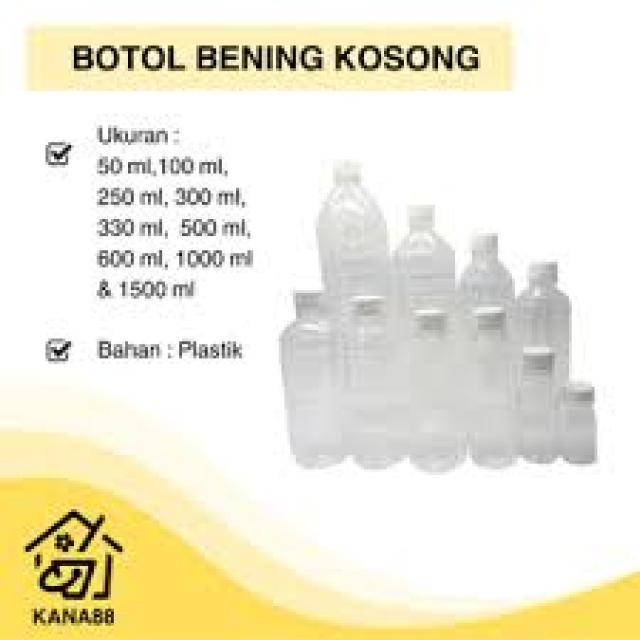 BOTOL BENING KOSONG
Ukuran :
50 ml,100 ml,
250 ml, 300 ml,
330 ml, 500 ml,
600 ml, 1000 ml
& 1500 ml
Bahan : Plastik
KANA88